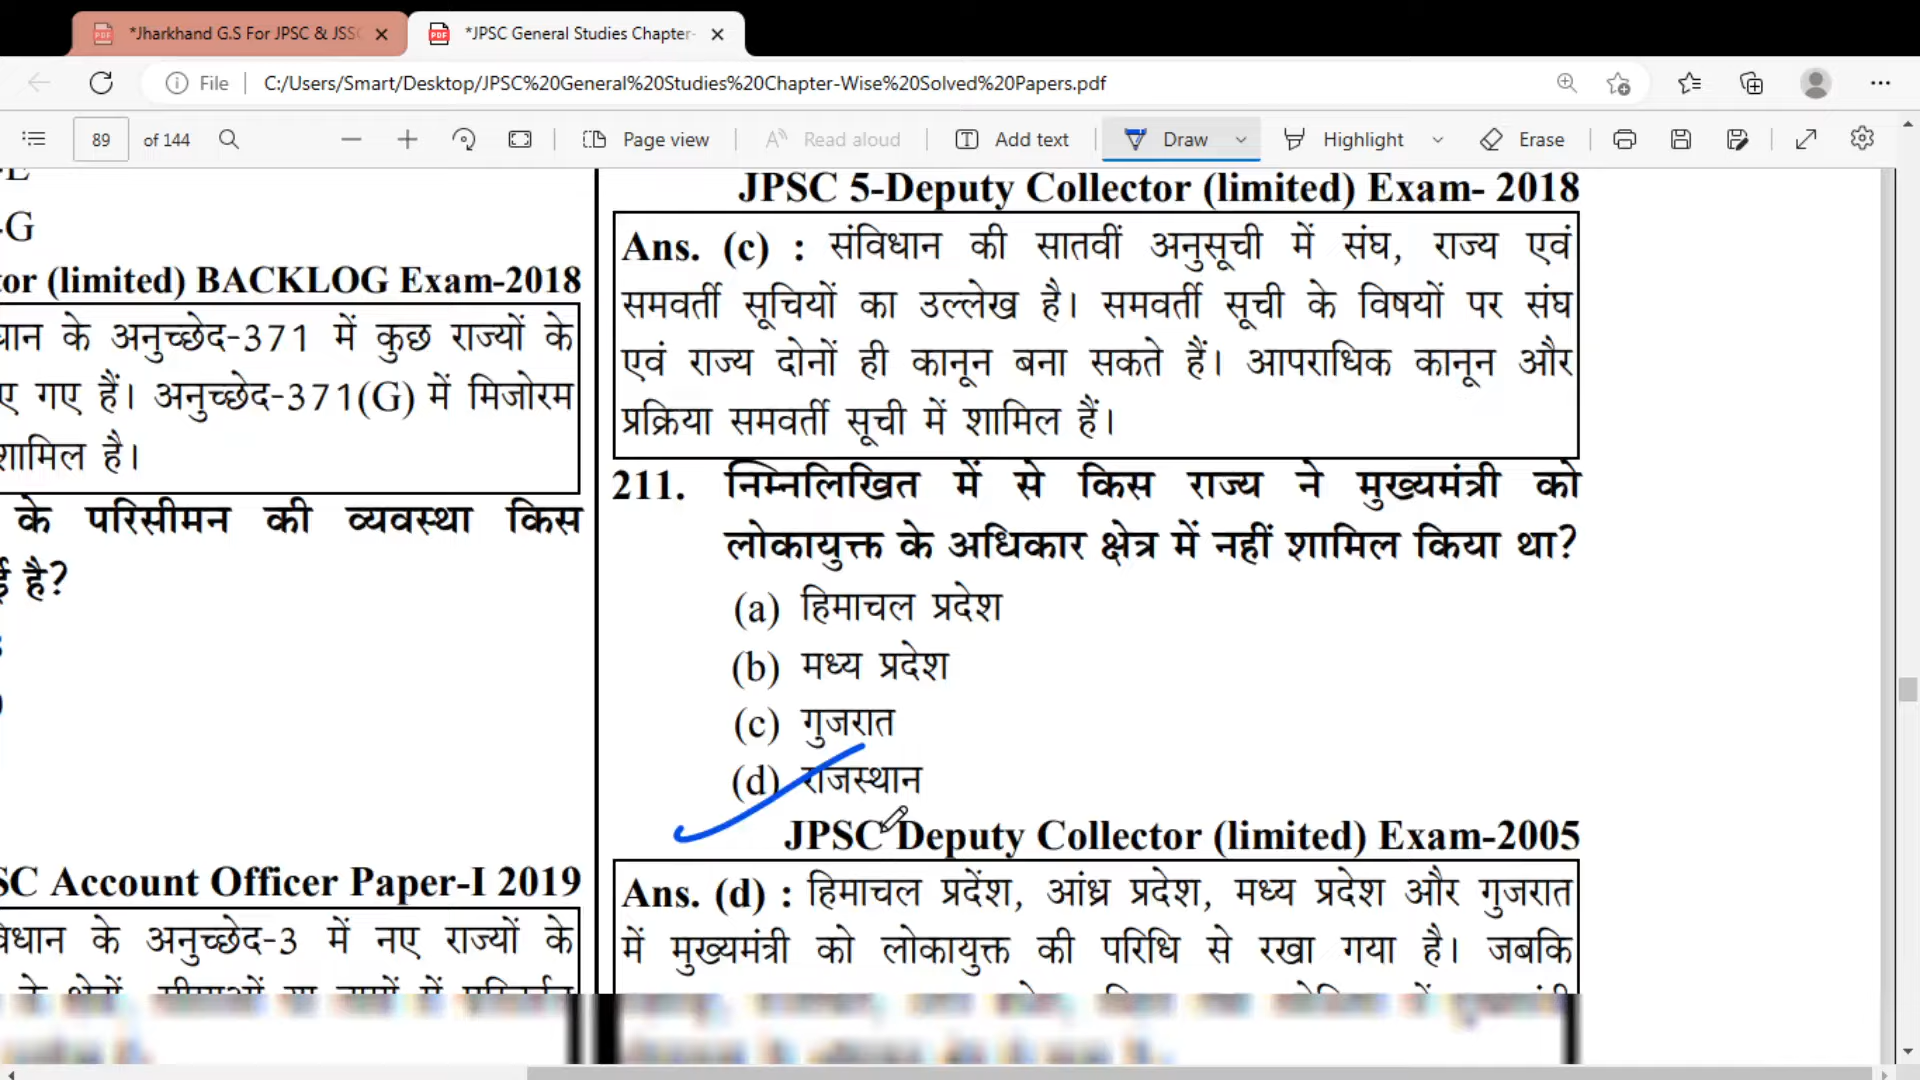 *Jharkhand G.S For JPSC & JSSC
*JPSC General Studies Chapter-
File
C:/Users/Smart/Desktop/JPSC%20General%20Studies%20Chapter-Wise%20Solved%20Papers.pdf
89 of 144
Page view
Read aloud
Add text
Draw
Highlight
Erase
-G
tor (limited) BACKLOG Exam-2018
के अनुच्छेद-371 में कुछ राज्यों के
ए गए हैं। अनुच्छेद-371(G) में मिजोरम
शामिल है।
के परिसीमन की व्यवस्था किस
है?
SC Account Officer Paper-I 2019
के अनुच्छेद-3 में नए राज्यों के
JPSC 5-Deputy Collector (limited) Exam- 2018
Ans. (c) : संविधान की सातवीं अनुसूची में संघ, राज्य एवं
समवर्ती सूचियों का उल्लेख है। समवर्ती सूची के विषयों पर संघ
एवं राज्य दोनों ही कानून बना सकते हैं। आपराधिक कानून और
प्रक्रिया समवर्ती सूची में शामिल हैं।
211. निम्नलिखित में से किस राज्य ने मुख्यमंत्री को
लोकायुक्त के अधिकार क्षेत्र में नहीं शामिल किया था?
(a) हिमाचल प्रदेश
(b) मध्य प्रदेश
(c) गुजरात
(d) राजस्थान
JPSC Deputy Collector (limited) Exam-2005
Ans. (d) : हिमाचल प्रदेंश, आंध्र प्रदेश, मध्य प्रदेश और गुजरात
में मुख्यमंत्री को लोकायुक्त की परिधि से रखा गया है। जबकि